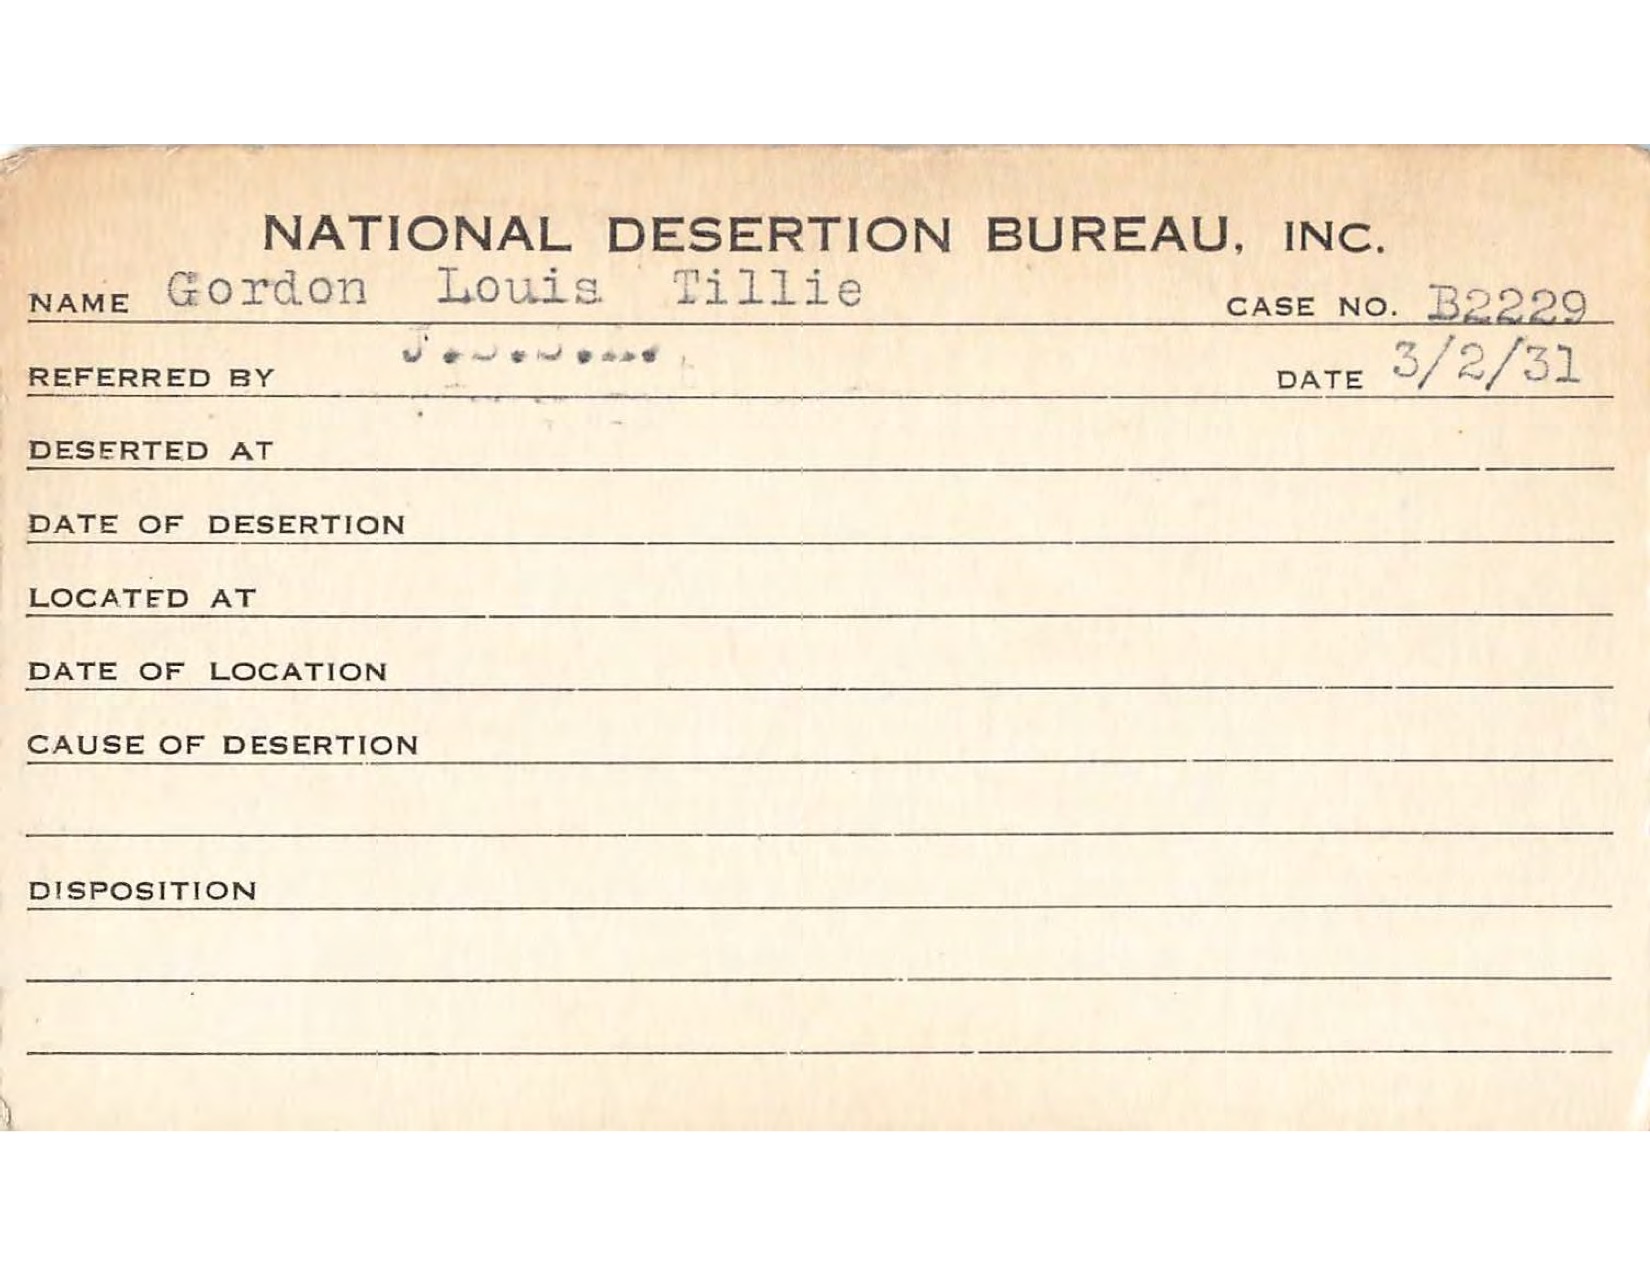 NATIONAL DESERTION BUREAU, INC.
NAME Gordon Louis Tillie CASE NO. B2229
REFERRED BY DATE 3/2/31
DESERTED AT
DATE OF DESERTION
LOCATED AT
DATE OF LOCATION
CAUSE OF DESERTION
DISPOSITION